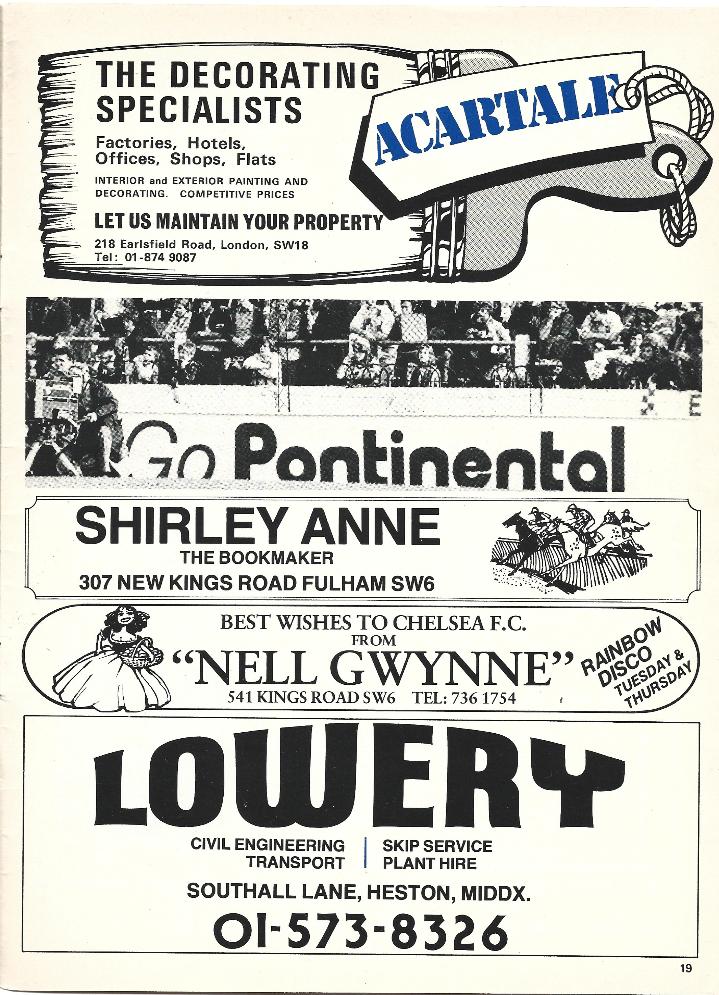 THE DECORATING
SPECIALISTS
Factories, Hotels,
Offices, Shops, Flats
INTERIOR and EXTERIOR PAINTING AND
DECORATING. COMPETITIVE PRICES
LET US MAINTAIN YOUR PROPERTY
218 Earlsfield Road, London, SW18
Tel: 01-874 9087
ACARTALE
E
Go Pontinental
SHIRLEY ANNE
THE BOOKMAKER
307 NEW KINGS ROAD FULHAM SW6
BEST WISHES TO CHELSEA F.C.
FROM
"NELL GWYNNE"
541 KINGS ROAD SW6 TEL: 736 1754
RAINBOW
DISCO
TUESDAY &
THURSDAY
LOWERY
CIVIL ENGINEERING | SKIP SERVICE
TRANSPORT | PLANT HIRE
SOUTHALL LANE, HESTON, MIDDX.
01-573-8326
19